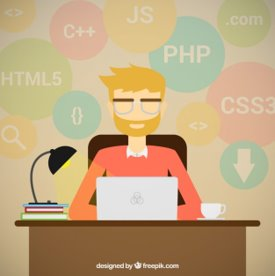 <>
JS
.com
C++
PHP
HTML5
CSS3
{}
<>
designed by freepik.com